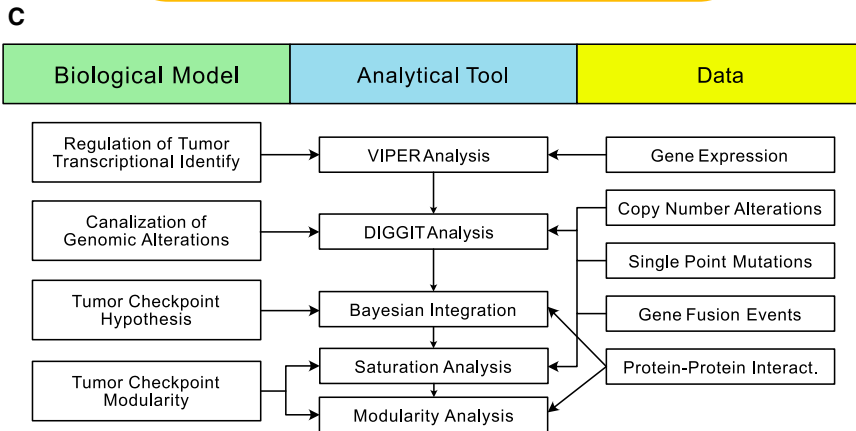 C
Biological Model
Analytical Tool
Data
Regulation of Tumor
Transcriptional Identify
VIPER Analysis
Gene Expression
Canalization of
Genomic Alterations
DIGGIT Analysis
Copy Number Alterations
Single Point Mutations
Tumor Checkpoint
Hypothesis
Bayesian Integration
Gene Fusion Events
Tumor Checkpoint
Modularity
Saturation Analysis
Protein-Protein Interact.
Modularity Analysis